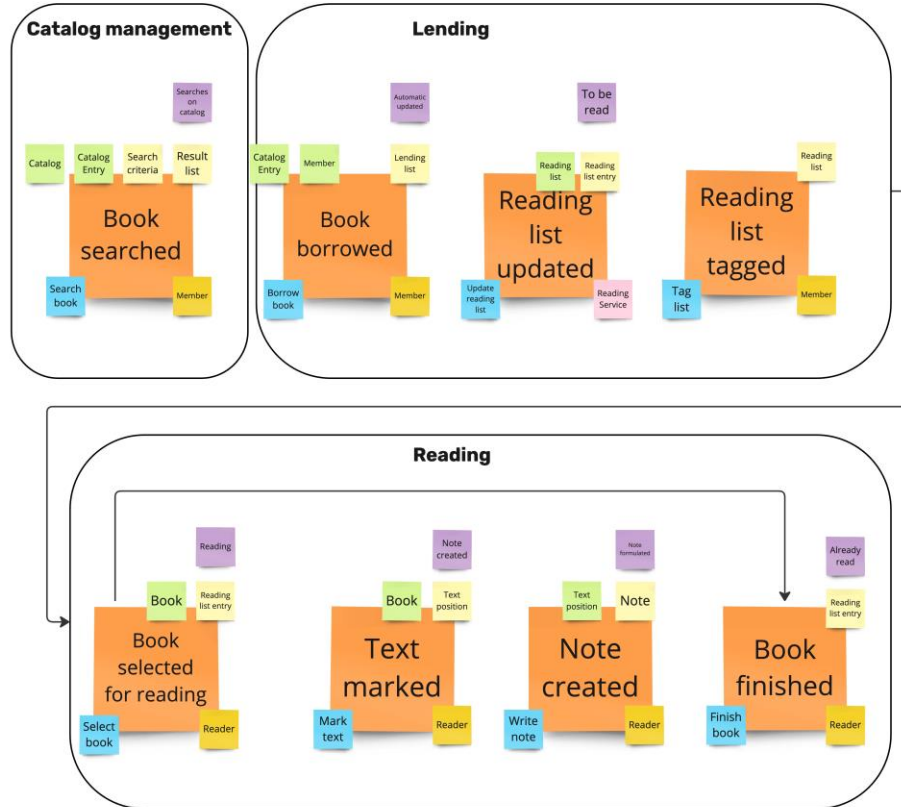 Catalog management
Lending
Searches
on
catalog
Automatic
updated
To be
read
Catalog
Catalog
Entry
Search
criteria
Result
list
Catalog
Entry
Member
Lending
list
Reading
list
Reading
list entry
Reading list
Book
searched
Book
borrowed
Reading
list
updated
Reading
list
tagged
Search
book
Member
Borrow
book
Member
Update
reading
list
Reading
Service
Tag
list
Member
Reading
Reading
Note
created
Note
formulated
Already
read
Book
Reading
list entry
Book
Text
position
Text
position
Note
Reading
list entry
Book
selected
for reading
Text
marked
Note
created
Book
finished
Select
book
Reader
Mark
text
Reader
Write
note
Reader
Finish
book
Reader